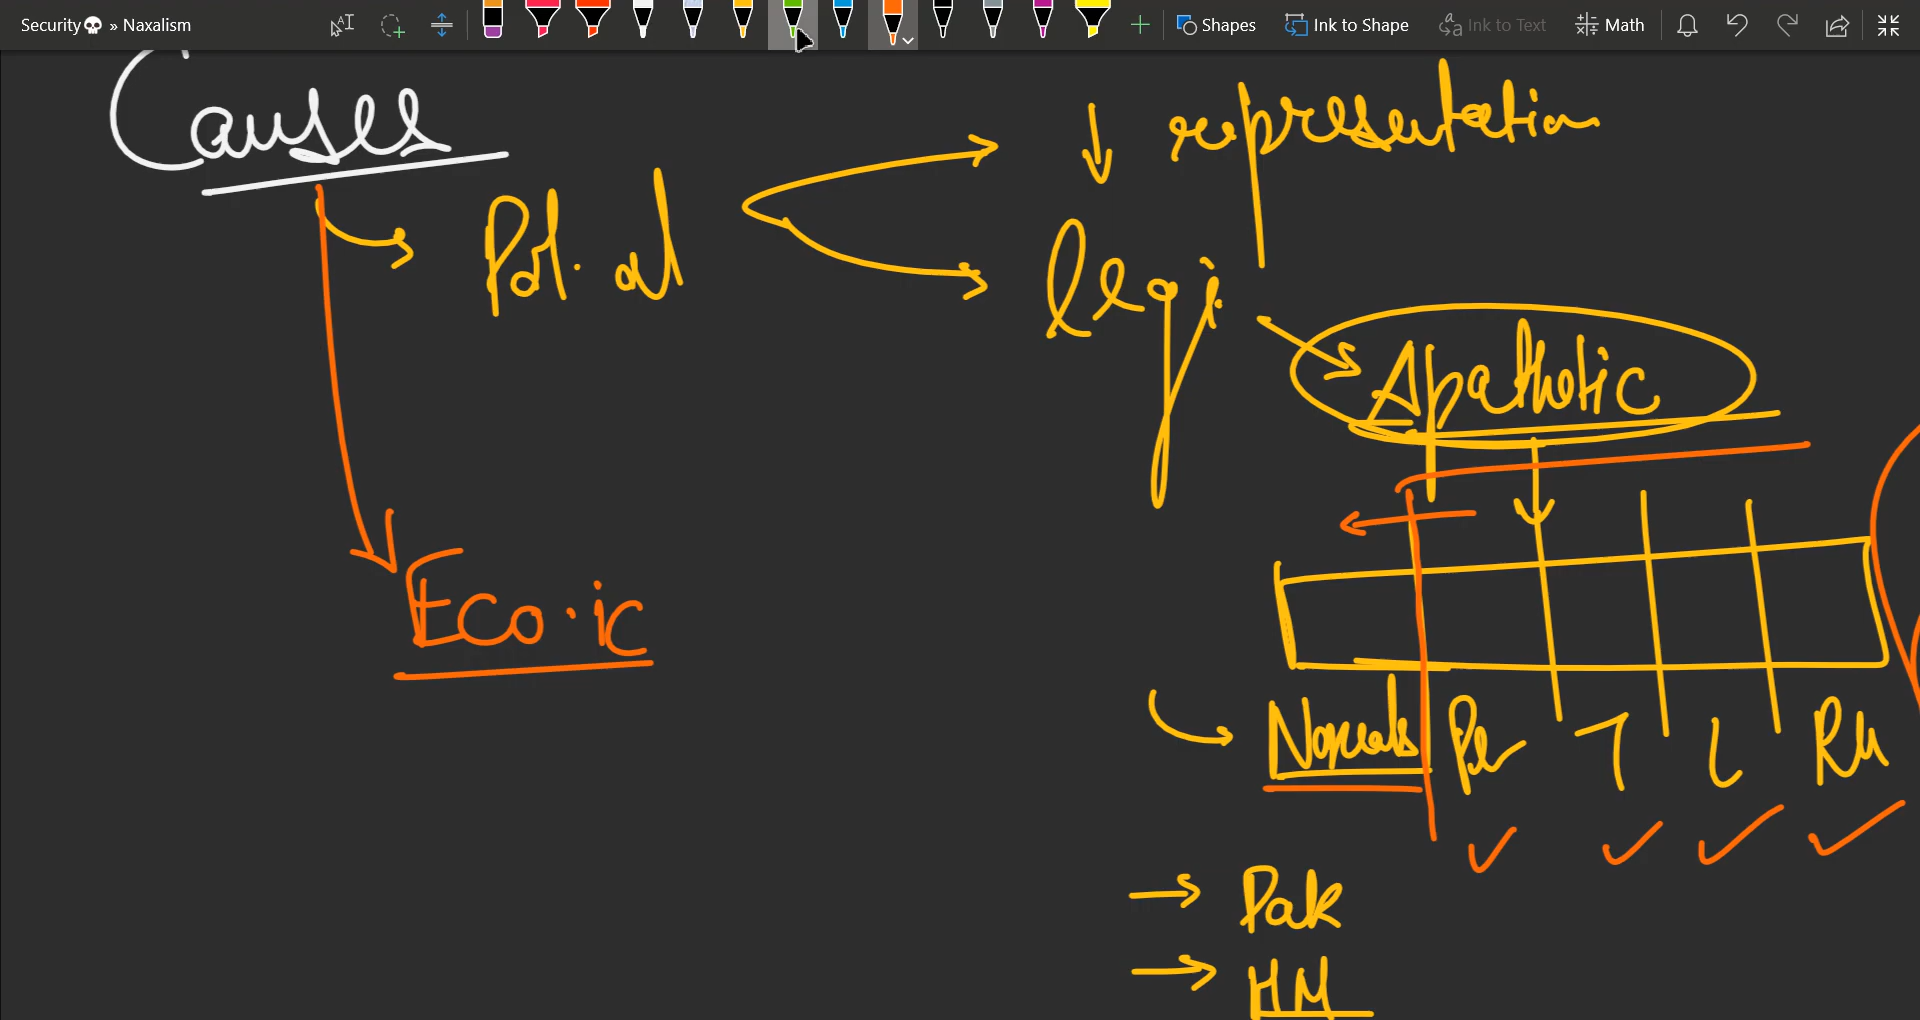 Security💀 » Naxalism
Shapes
Ink to Shape
Ink to Text
Math
Causes
↓ representation
Pol. al
legi.
Apathetic
Eco.ic
Pak
HM